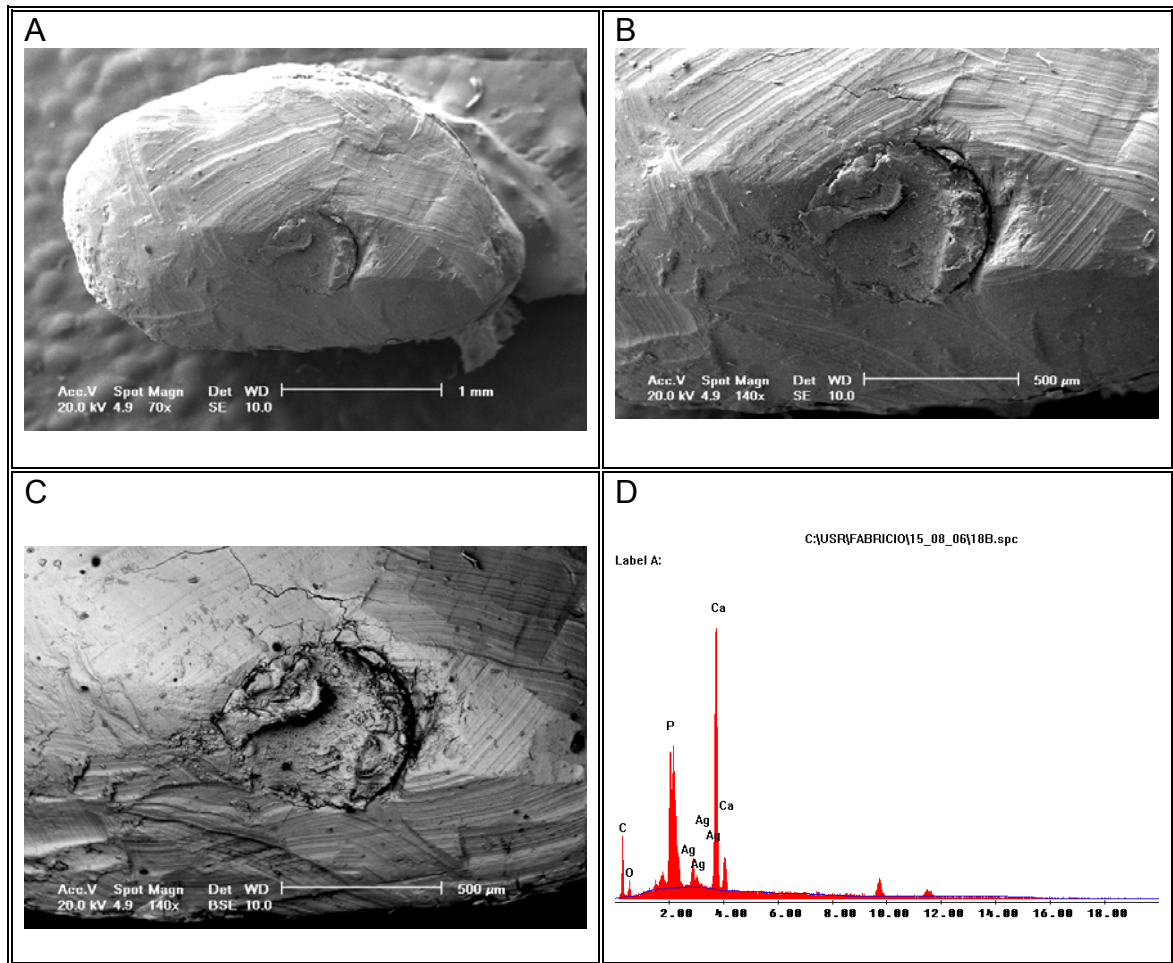 A
Acc.V Spot Magn Det WD 1 mm
20.0 kV 4.9 70x SE 10.0
B
Acc.V Spot Magn Det WD 500 µm
20.0 kV 4.9 140x SE 10.0
C
Acc.V Spot Magn Det WD 500 µm
20.0 kV 4.9 140x BSE 10.0
D
C:\USR\FABRICIO\15_08_06\18B.spc
Label A:
Ca
P
Ca
Ag
Ag
C
Ag
Ag
O
2.00 4.00 6.00 8.00 10.00 12.00 14.00 16.00 18.00